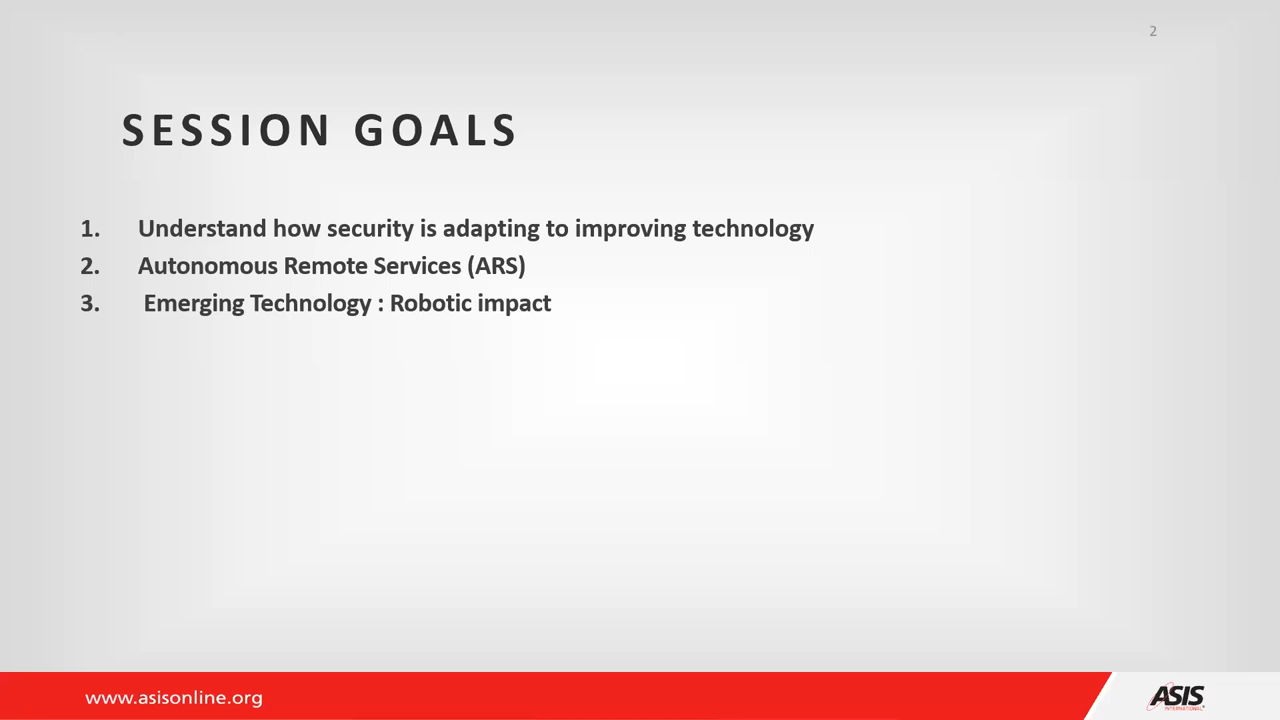 2
SESSION GOALS
1. Understand how security is adapting to improving technology
2. Autonomous Remote Services (ARS)
3. Emerging Technology : Robotic impact
www.asisonline.org
ASIS
INTERNATIONAL